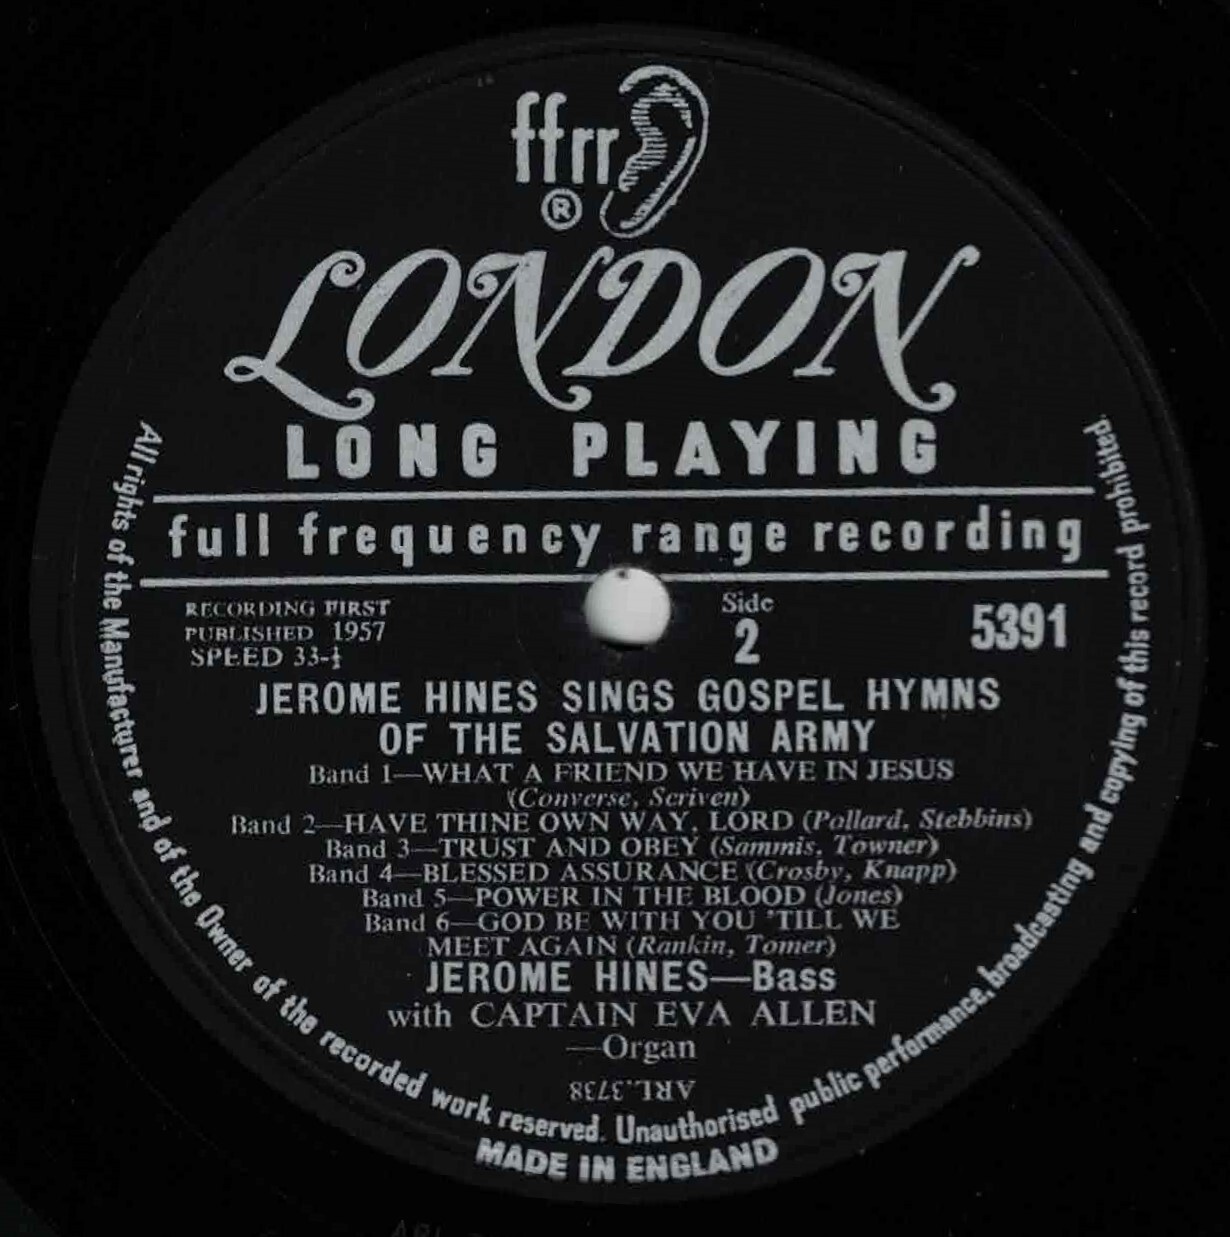 ffrr
®
LONDON
LONG PLAYING
full frequency range recording
RECORDING FIRST
PUBLISHED 1957
SPEED 33-⅓
Side
2
5391
JEROME HINES SINGS GOSPEL HYMNS
OF THE SALVATION ARMY
Band 1—WHAT A FRIEND WE HAVE IN JESUS
(Converse, Scriven)
Band 2—HAVE THINE OWN WAY, LORD (Pollard, Stebbins)
Band 3—TRUST AND OBEY (Sammis, Towner)
Band 4—BLESSED ASSURANCE (Crosby, Knapp)
Band 5—POWER IN THE BLOOD (Jones)
Band 6—GOD BE WITH YOU 'TILL WE
MEET AGAIN (Rankin, Tomer)
JEROME HINES—Bass
with CAPTAIN EVA ALLEN
—Organ
ARL.3738
All rights of the Manufacturer and of the Owner of the recorded work reserved. Unauthorised public performance, broadcasting and copying of this record prohibited.
MADE IN ENGLAND